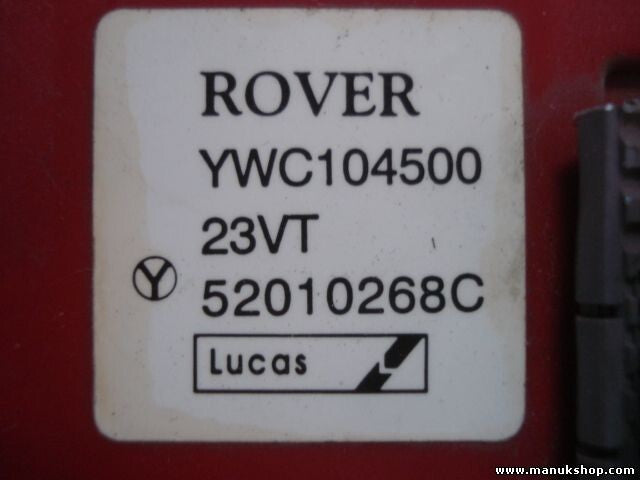 ROVER
YWC104500
23VT
Y
52010268C
Lucas
www.manukshop.com